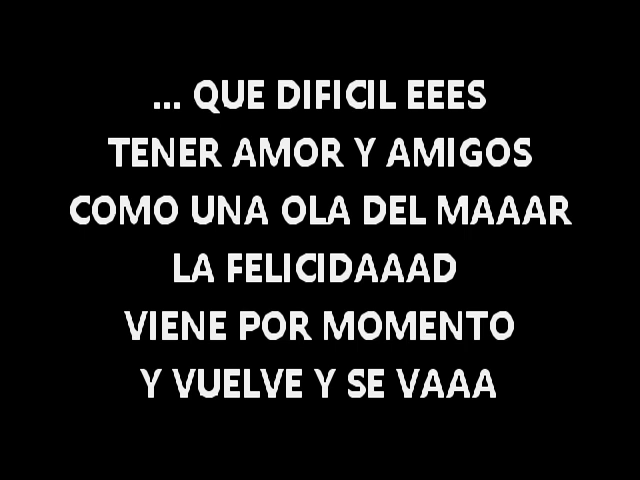 ... QUE DIFICIL EEES
TENER AMOR Y AMIGOS
COMO UNA OLA DEL MAAAR
LA FELICIDAAAD
VIENE POR MOMENTO
Y VUELVE Y SE VAAA